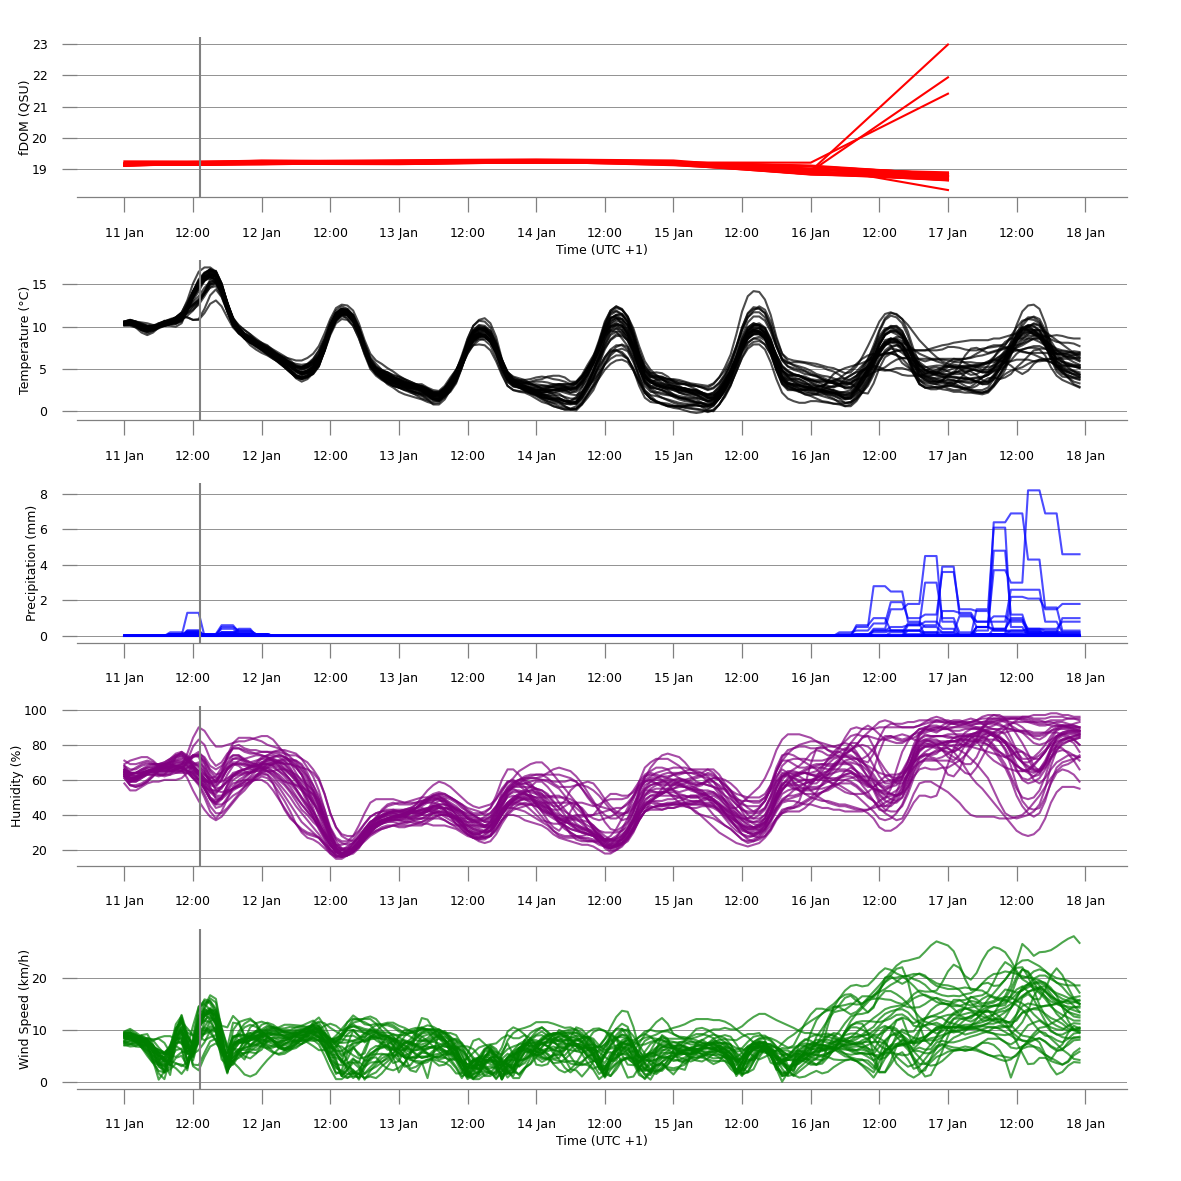 23
22
21
20
19
fDOM (QSU)
11 Jan 12:00 12 Jan 12:00 13 Jan 12:00 14 Jan 12:00 15 Jan 12:00 16 Jan 12:00 17 Jan 12:00 18 Jan
Time (UTC +1)
15
10
5
0
Temperature (°C)
11 Jan 12:00 12 Jan 12:00 13 Jan 12:00 14 Jan 12:00 15 Jan 12:00 16 Jan 12:00 17 Jan 12:00 18 Jan
8
6
4
2
0
Precipitation (mm)
11 Jan 12:00 12 Jan 12:00 13 Jan 12:00 14 Jan 12:00 15 Jan 12:00 16 Jan 12:00 17 Jan 12:00 18 Jan
100
80
60
40
20
Humidity (%)
11 Jan 12:00 12 Jan 12:00 13 Jan 12:00 14 Jan 12:00 15 Jan 12:00 16 Jan 12:00 17 Jan 12:00 18 Jan
20
10
0
Wind Speed (km/h)
11 Jan 12:00 12 Jan 12:00 13 Jan 12:00 14 Jan 12:00 15 Jan 12:00 16 Jan 12:00 17 Jan 12:00 18 Jan
Time (UTC +1)